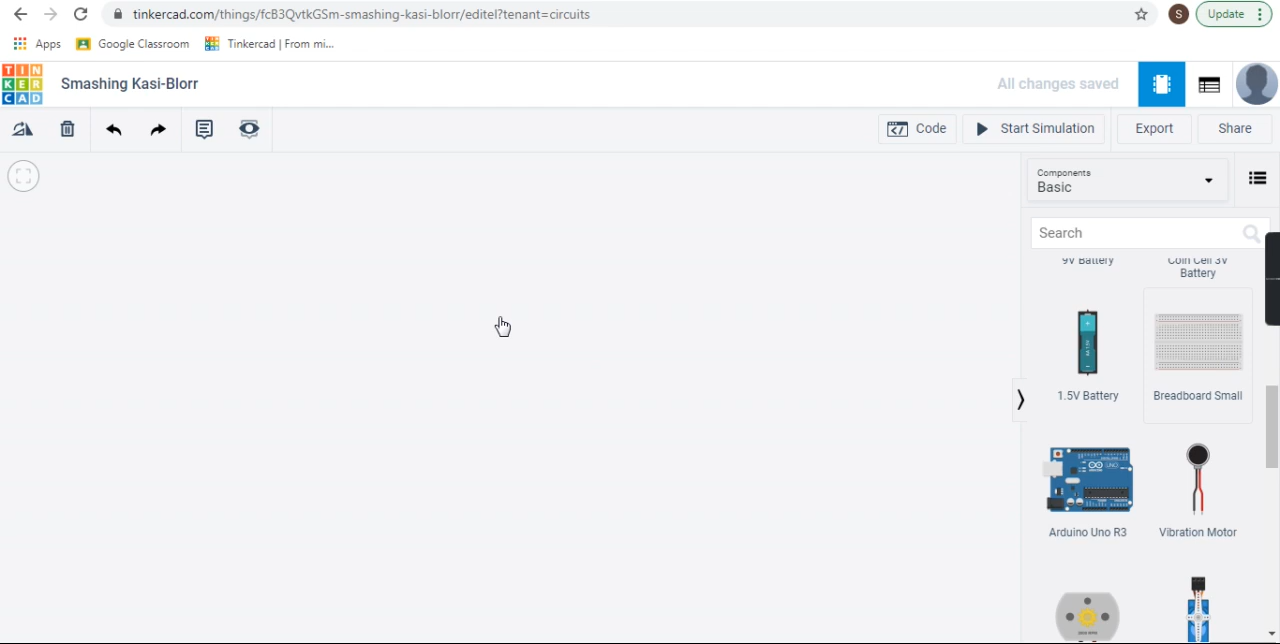 tinkercad.com/things/fcB3QvtkGSm-smashing-kasi-blorr/editel?tenant=circuits
S
Update
Apps
Google Classroom
Tinkercad | From mi...
TIN
KER
CAD
Smashing Kasi-Blorr
All changes saved
Code
Start Simulation
Export
Share
Components
Basic
Search
9V Battery
Coin Cell 3V
Battery
1.5V Battery
Breadboard Small
Arduino Uno R3
Vibration Motor